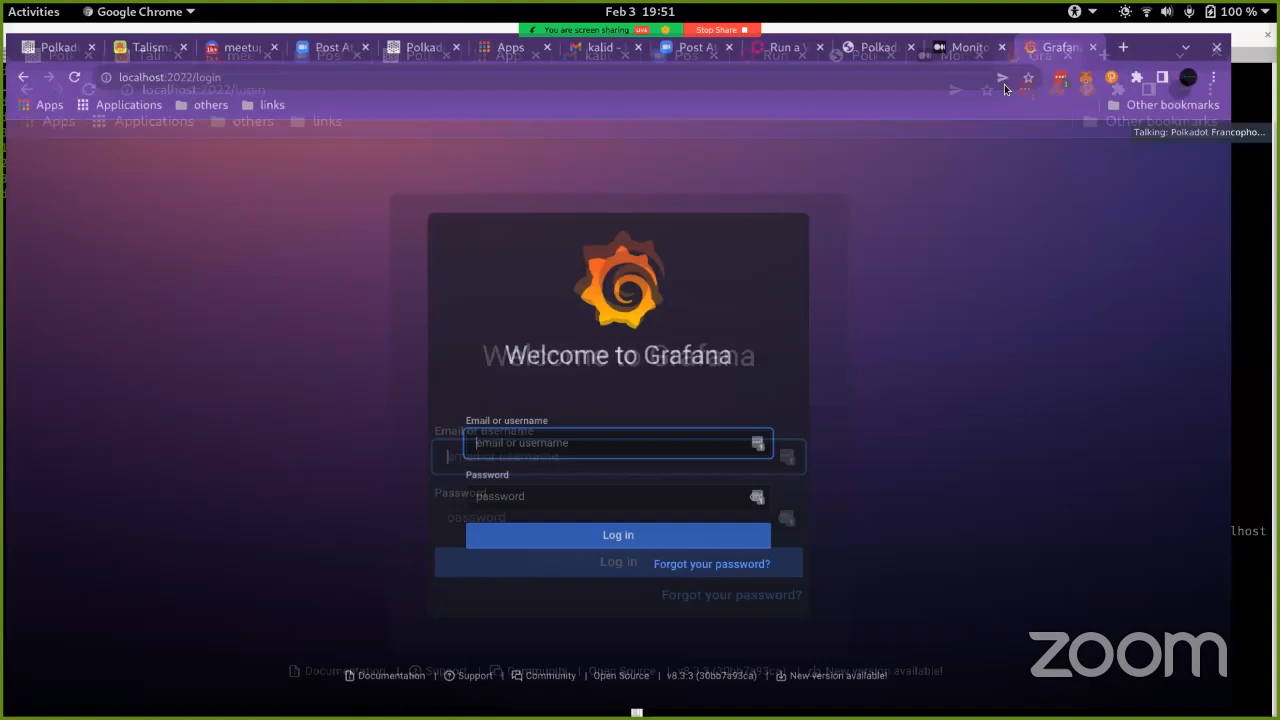 Activities Google Chrome Feb 3 19:51 100 %
You are screen sharing LIVE Stop Share
Polkad Talism meetup Post A Polkad Apps kalid - Post A Run a V Polkad Monito Grafana
localhost:2022/login
Apps Applications others links Other bookmarks
Talking: Polkadot Francopho...
Welcome to Grafana
Email or username
email or username
Password
password
Log in
lhost
Forgot your password?
Documentation | Support | Community | Open Source | v8.3.3 (30bb7a93ca) | New version available!
zoom